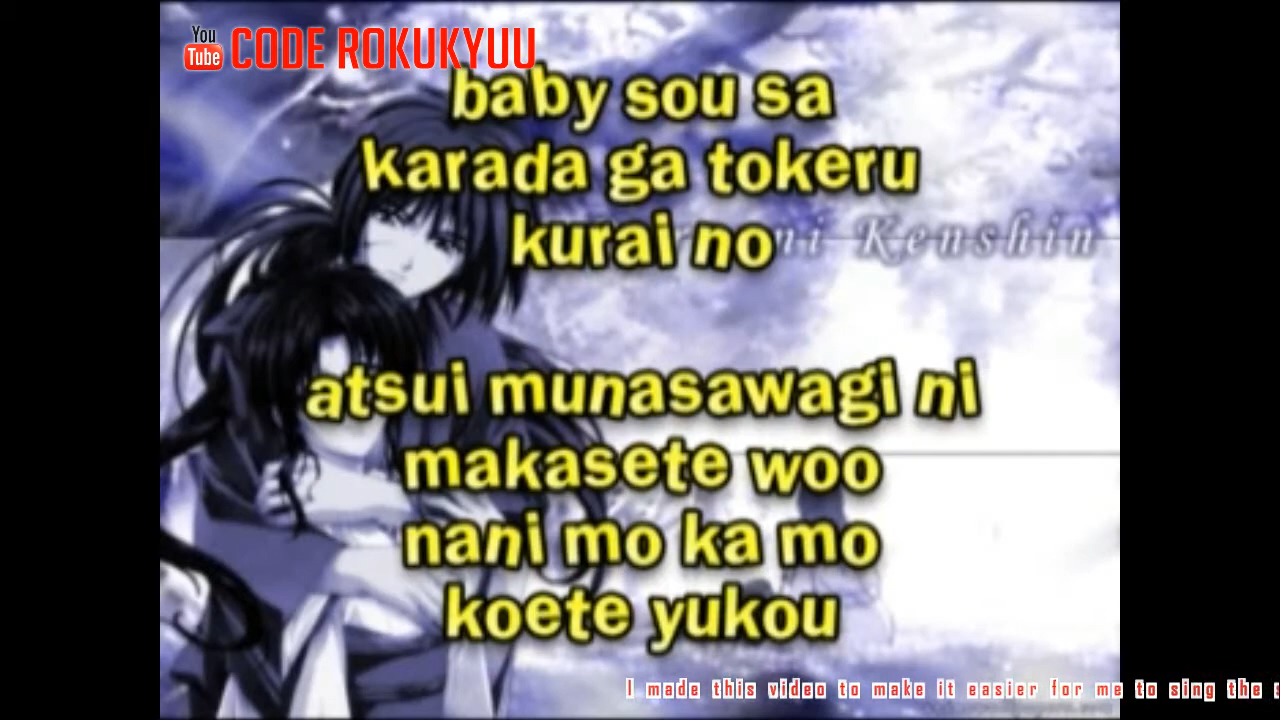 You Tube CODE ROKUKYUU
baby sou sa
karada ga tokeru
kurai no
ni Kenshin
atsui munasawagi ni
makasete woo
nani mo ka mo
koete yukou
I made this video to make it easier for me to sing the